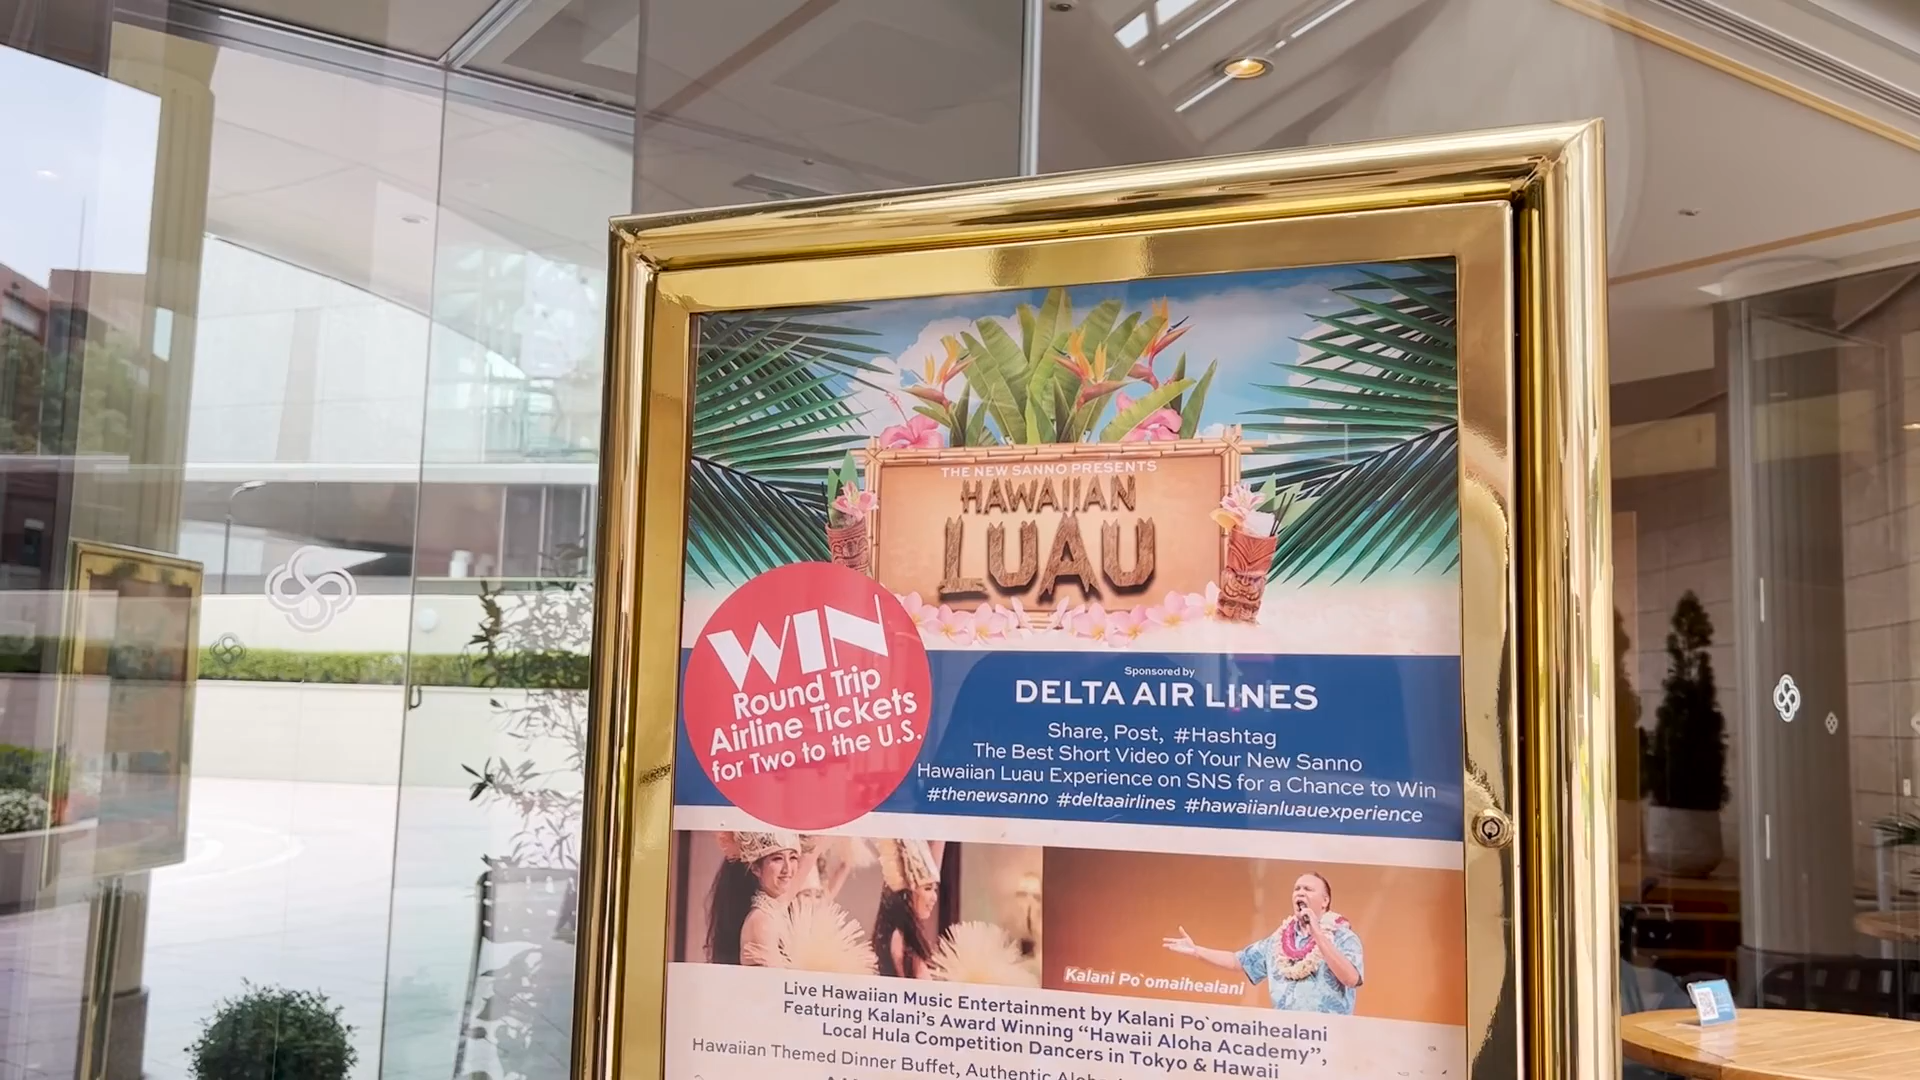 THE NEW SANNO PRESENTS
HAWAIIAN
LUAU
WIN
Round Trip
Airline Tickets
for Two to the U.S.
Sponsored by
DELTA AIR LINES
Share, Post, #Hashtag
The Best Short Video of Your New Sanno
Hawaiian Luau Experience on SNS for a Chance to Win
#thenewsanno #deltaairlines #hawaiianluauexperience
Kalani Po`omaihealani
Live Hawaiian Music Entertainment by Kalani Po`omaihealani
Featuring Kalani's Award Winning "Hawaii Aloha Academy",
Local Hula Competition Dancers in Tokyo & Hawaii
Hawaiian Themed Dinner Buffet, Authentic